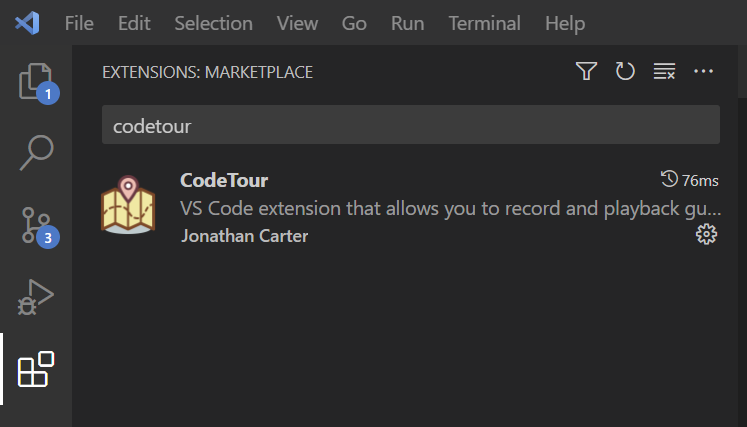 File Edit Selection View Go Run Terminal Help
EXTENSIONS: MARKETPLACE
1
codetour
CodeTour 76ms
VS Code extension that allows you to record and playback gu...
Jonathan Carter
3